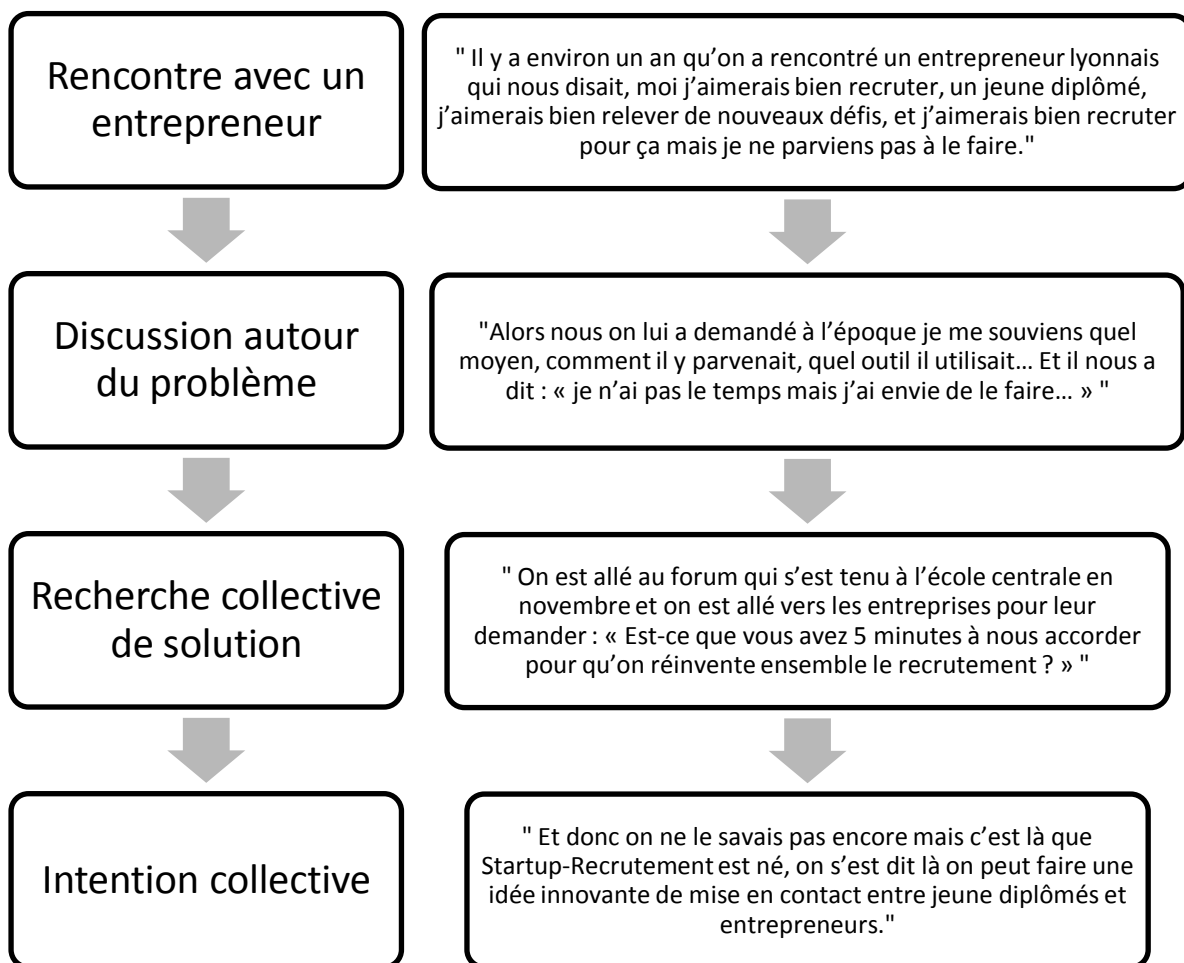 Rencontre avec un
entrepreneur
" Il y a environ un an qu’on a rencontré un entrepreneur lyonnais
qui nous disait, moi j’aimerais bien recruter, un jeune diplômé,
j’aimerais bien relever de nouveaux défis, et j’aimerais bien recruter
pour ça mais je ne parviens pas à le faire."
Discussion autour
du problème
"Alors nous on lui a demandé à l’époque je me souviens quel
moyen, comment il y parvenait, quel outil il utilisait… Et il nous a
dit : « je n’ai pas le temps mais j’ai envie de le faire… » "
Recherche collective
de solution
" On est allé au forum qui s’est tenu à l’école centrale en
novembre et on est allé vers les entreprises pour leur
demander : « Est-ce que vous avez 5 minutes à nous accorder
pour qu’on réinvente ensemble le recrutement ? » "
Intention collective
" Et donc on ne le savais pas encore mais c’est là que
Startup-Recrutement est né, on s’est dit là on peut faire une
idée innovante de mise en contact entre jeune diplômés et
entrepreneurs."